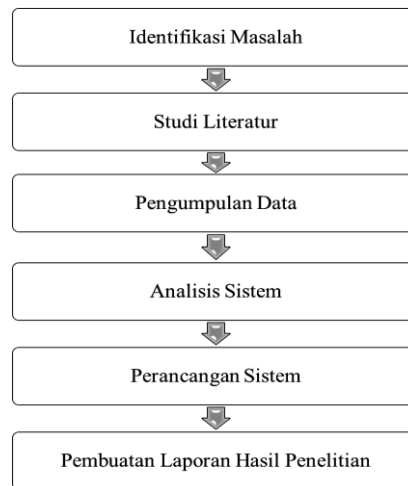 Identifikasi Masalah
Studi Literatur
Pengumpulan Data
Analisis Sistem
Perancangan Sistem
Pembuatan Laporan Hasil Penelitian